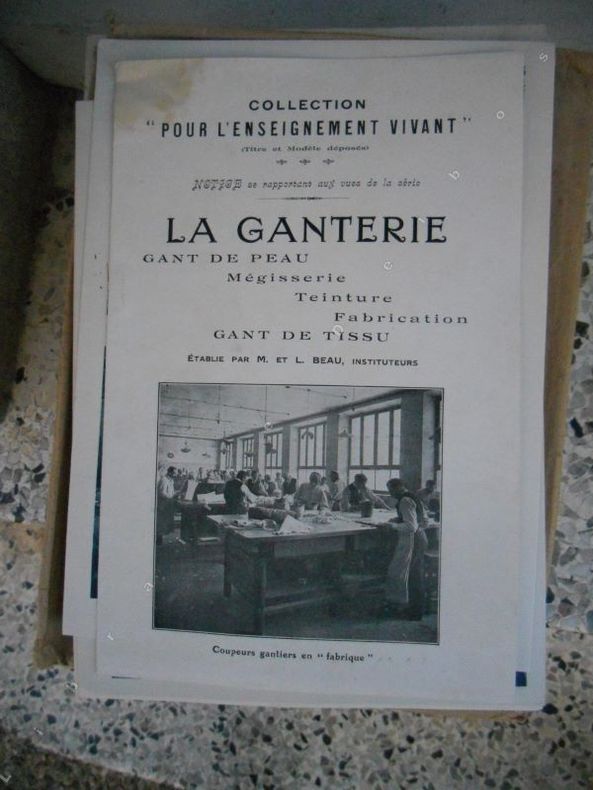 COLLECTION
"POUR L'ENSEIGNEMENT VIVANT"
(Titre et Modèle déposés)
NOTICE se rapportant aux vues de la série
LA GANTERIE
GANT DE PEAU
Mégisserie
Teinture
Fabrication
GANT DE TISSU
ÉTABLIE PAR M. ET L. BEAU, INSTITUTEURS
Coupeurs gantiers en "fabrique"